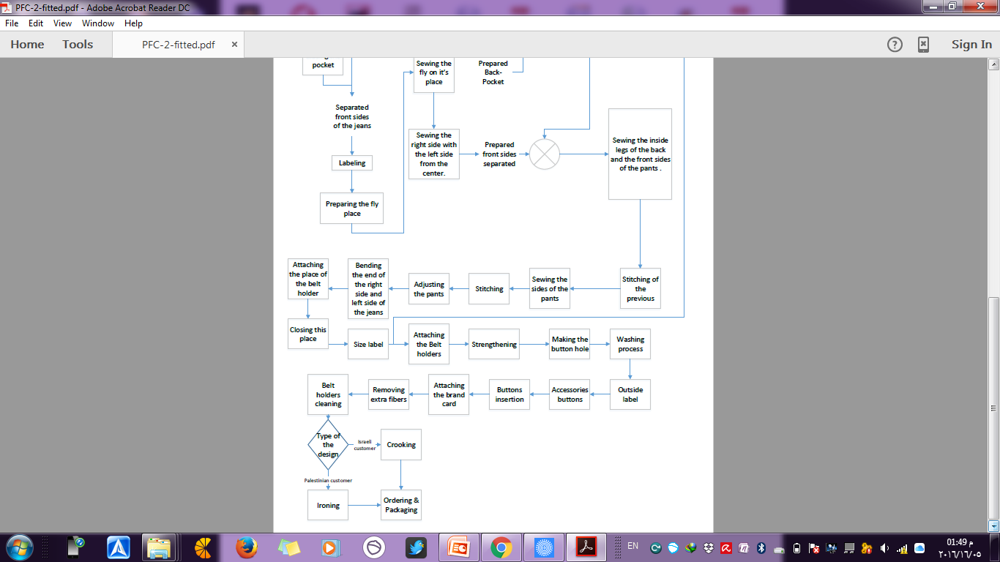 PFC-2-fitted.pdf - Adobe Acrobat Reader DC
File Edit View Window Help
Home Tools PFC-2-fitted.pdf × ? Sign In
pocket
Sewing the
fly on it's
place
Prepared
Back-
Pocket
Separated
front sides
of the jeans
Labeling
Preparing the fly
place
Sewing the
right side with
the left side
from the
center.
Prepared
front sides
separated
Sewing the inside
legs of the back
and the front sides
of the pants .
Stitching of
the
previous
Sewing the
sides of the
pants
Stitching
Adjusting
the pants
Bending
the end of
the right
side and
left side of
the jeans
Attaching
the place of
the belt
holder
Closing this
place
Size label
Attaching
the Belt
holders
Strengthening
Making the
button hole
Washing
process
Outside
label
Accessories
buttons
Buttons
insertion
Attaching
the brand
card
Removing
extra fibers
Belt
holders
cleaning
Type of
the
design
Israeli
customer
Crooking
Palestinian customer
Ironing
Ordering &
Packaging
EN
01:49 م
٢٠١٦/١٦/٠٥